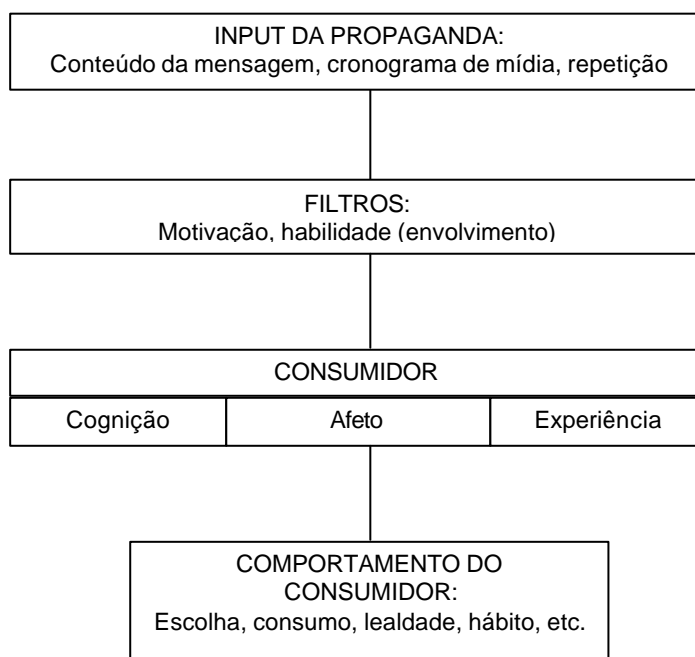 INPUT DA PROPAGANDA:
Conteúdo da mensagem, cronograma de mídia, repetição
FILTROS:
Motivação, habilidade (envolvimento)
CONSUMIDOR
Cognição
Afeto
Experiência
COMPORTAMENTO DO
CONSUMIDOR:
Escolha, consumo, lealdade, hábito, etc.